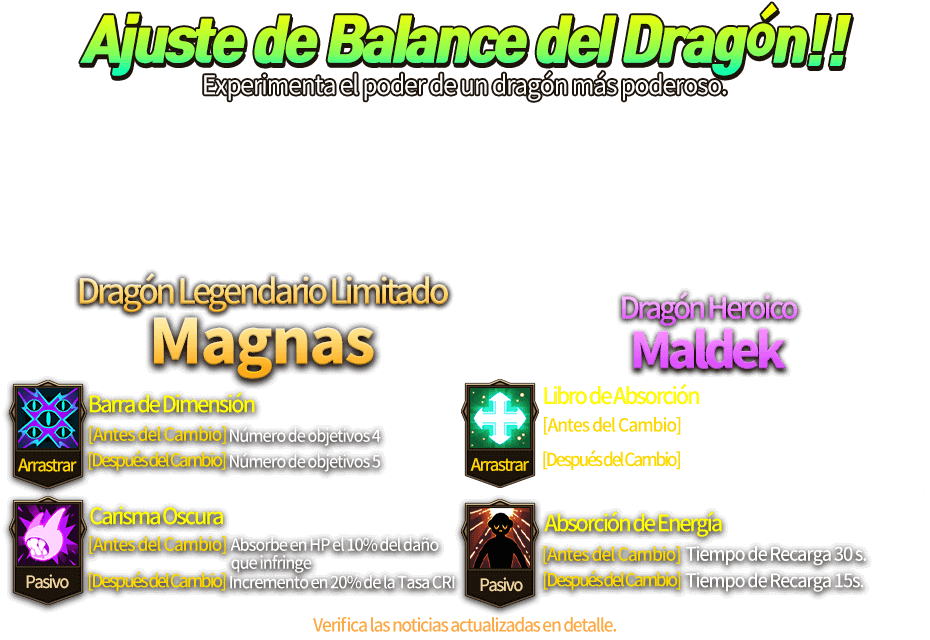 Ajuste de Balance del Dragón!!
Experimenta el poder de un dragón más poderoso.
Dragón Legendario Limitado
Magnas
Barra de Dimensión
[Antes del Cambio] Número de objetivos 4
[Después del Cambio] Número de objetivos 5
Arrastrar
Carisma Oscura
[Antes del Cambio] Absorbe en HP el 10% del daño
que infringe
[Después del Cambio] Incremento en 20% de la Tasa CRI
Pasivo
Dragón Heroico
Maldek
Libro de Absorción
[Antes del Cambio]
[Después del Cambio]
Arrastrar
Absorción de Energía
[Antes del Cambio] Tiempo de Recarga 30 s.
[Después del Cambio] Tiempo de Recarga 15s.
Pasivo
Verifica las noticias actualizadas en detalle.